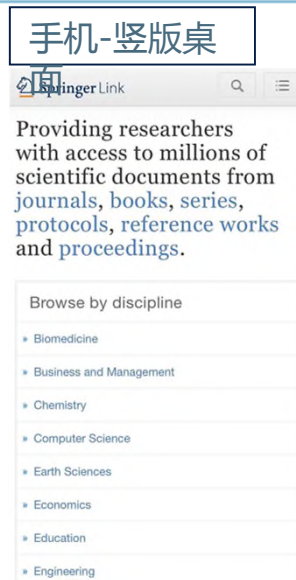 手机-竖版桌
面
Springer Link
Providing researchers
with access to millions of
scientific documents from
journals, books, series,
protocols, reference works
and proceedings.
Browse by discipline
» Biomedicine
» Business and Management
» Chemistry
» Computer Science
» Earth Sciences
» Economics
» Education
» Engineering